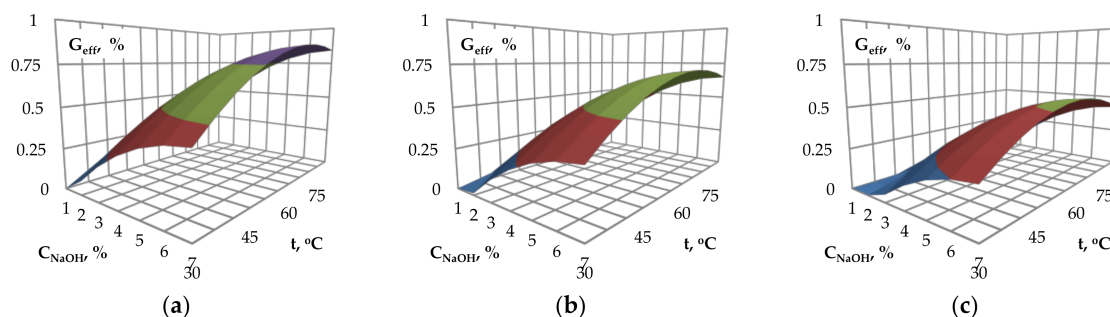 1
G_eff, %
0.75
0.5
0.25
0
1 2 3 4 5 6 7
C_NaOH, %
30 45 60 75
t, °C
(a)
1
G_eff, %
0.75
0.5
0.25
0
1 2 3 4 5 6 7
C_NaOH, %
30 45 60 75
t, °C
(b)
1
G_eff, %
0.75
0.5
0.25
0
1 2 3 4 5 6 7
C_NaOH, %
30 45 60 75
t, °C
(c)